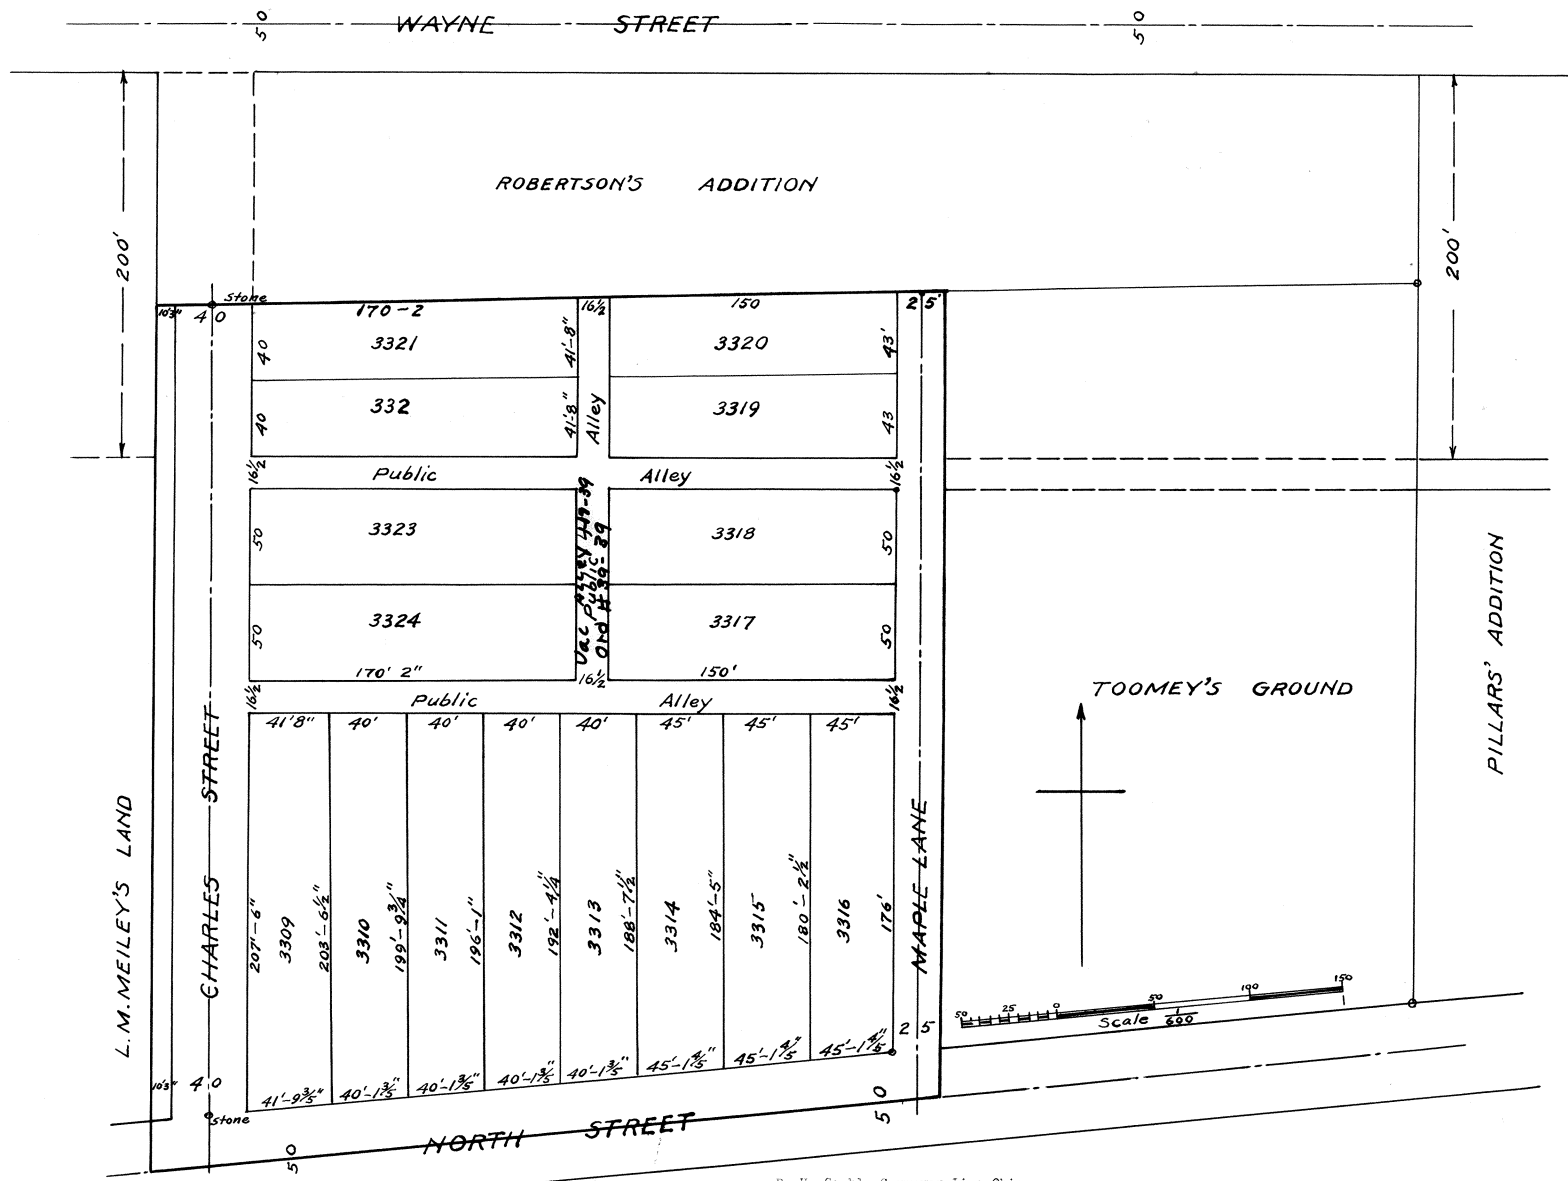 WAYNE STREET
50
50
ROBERTSON'S ADDITION
200'
200'
Stone
10'3"
40
170-2
16½
150
25'
40
3321
41'-8"
3320
43'
40
332
41'-8"
Alley
3319
43
16½
Public Alley
16½
50
3323
Vac Alley 449-39
Public
Ord # 39-89
3318
50
50
3324
3317
50
170' 2"
16½
150'
16½
Public Alley
16½
41'8" 40' 40' 40' 40' 45' 45' 45'
L.M.MEILEY'S LAND
CHARLES STREET
207'-6"
3309
203'-6½"
3310
199'-9¾"
3311
196'-1"
3312
192'-4¼"
3313
188'-7½"
3314
184'-5"
3315
180'-2½"
3316
176'
MAPLE LANE
TOOMEY'S GROUND
PILLARS' ADDITION
50 25 0 50 100 150
Scale 1/600
25
41'-9⅗" 40'-1⅗" 40'-1⅗" 40'-1⅗" 40'-1⅗" 45'-1⅘" 45'-1⅘" 45'-1⅘"
10'3"
40
Stone
50
NORTH STREET
50